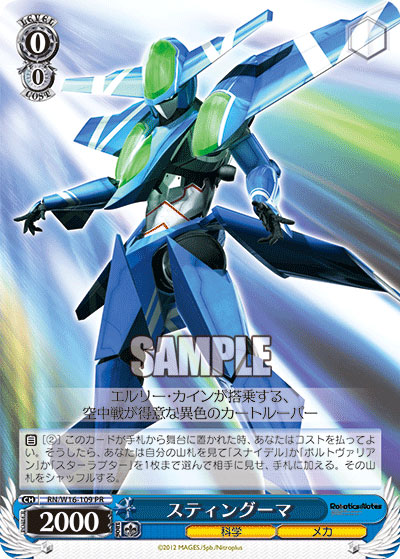 LEVEL
0
0
COST
SAMPLE
エルリー・カインが搭乗する、
空中戦が得意な異色のカートルーパー
自 [②] このカードが手札から舞台に置かれた時、あなたはコストを払ってよ
い。そうしたら、あなたは自分の山札を見て「スナイデル」か「ボルトヴァリアン」
か「スターラプター」を1枚まで選んで相手に見せ、手札に加える。その山
札をシャッフルする。
CH RN/W16-109 PR
2000
スティングーマ
Robotics;Notes
科学 メカ
©2012 MAGES./5pb./Nitroplus